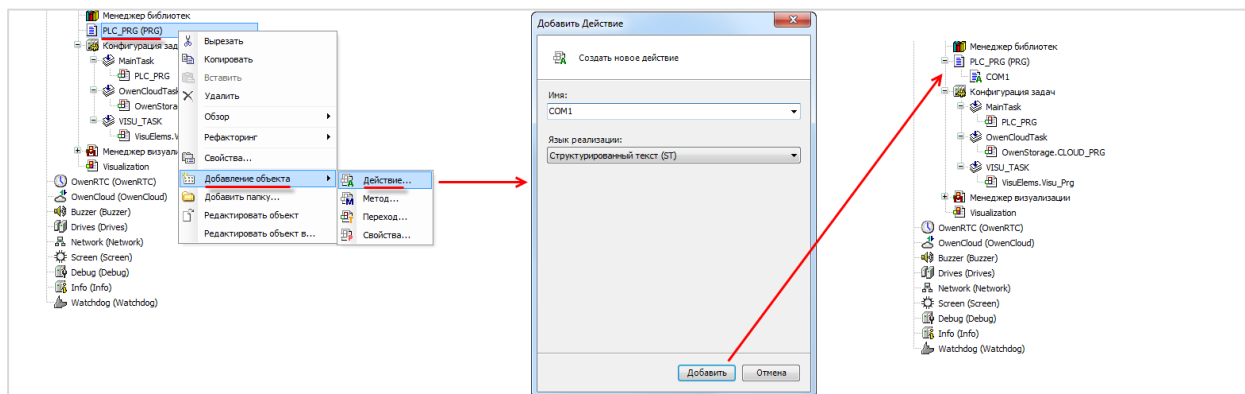 Менеджер библиотек
PLC_PRG (PRG)
Конфигурация зад
MainTask
PLC_PRG
OwenCloudTask
OwenStora
VISU_TASK
VisuElems.V
Менеджер визуали
Visualization
OwenRTC (OwenRTC)
OwenCloud (OwenCloud)
Buzzer (Buzzer)
Drives (Drives)
Network (Network)
Screen (Screen)
Debug (Debug)
Info (Info)
Watchdog (Watchdog)
Вырезать
Копировать
Вставить
Удалить
Обзор
Рефакторинг
Свойства...
Добавление объекта
Добавить папку...
Редактировать объект
Редактировать объект в...
Действие...
Метод...
Переход...
Свойства...
Добавить Действие
Создать новое действие
Имя:
COM1
Язык реализации:
Структурированный текст (ST)
Добавить Отмена
Менеджер библиотек
PLC_PRG (PRG)
COM1
Конфигурация задач
MainTask
PLC_PRG
OwenCloudTask
OwenStorage.CLOUD_PRG
VISU_TASK
VisuElems.Visu_Prg
Менеджер визуализации
Visualization
OwenRTC (OwenRTC)
OwenCloud (OwenCloud)
Buzzer (Buzzer)
Drives (Drives)
Network (Network)
Screen (Screen)
Debug (Debug)
Info (Info)
Watchdog (Watchdog)